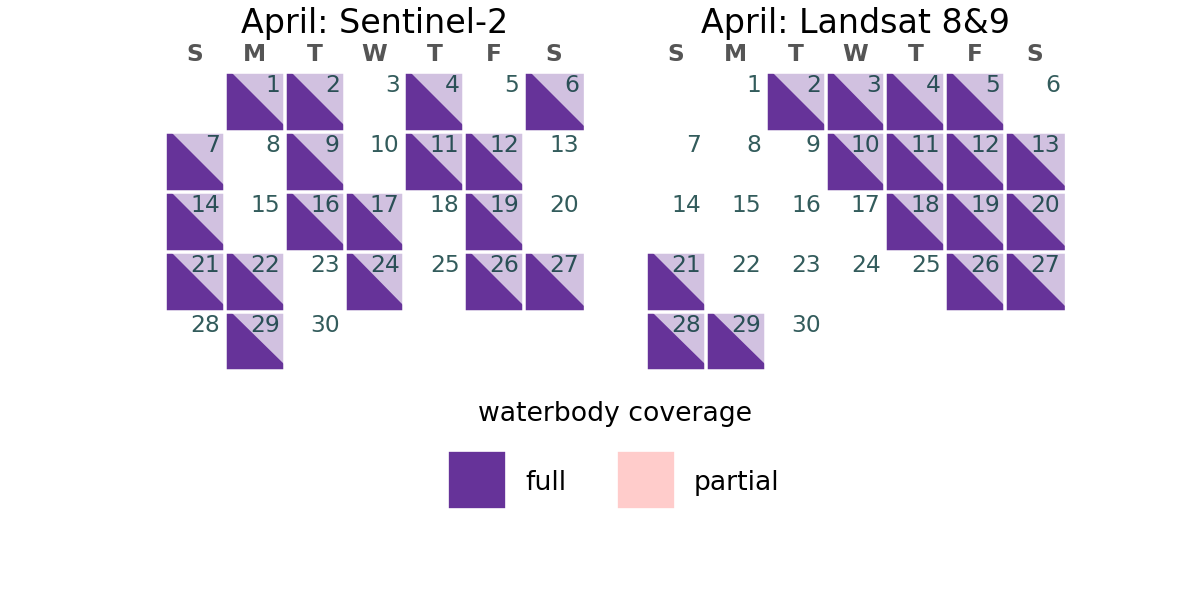 April: Sentinel-2
S M T W T F S
1 2 3 4 5 6
7 8 9 10 11 12 13
14 15 16 17 18 19 20
21 22 23 24 25 26 27
28 29 30
April: Landsat 8&9
S M T W T F S
1 2 3 4 5 6
7 8 9 10 11 12 13
14 15 16 17 18 19 20
21 22 23 24 25 26 27
28 29 30
waterbody coverage
full partial